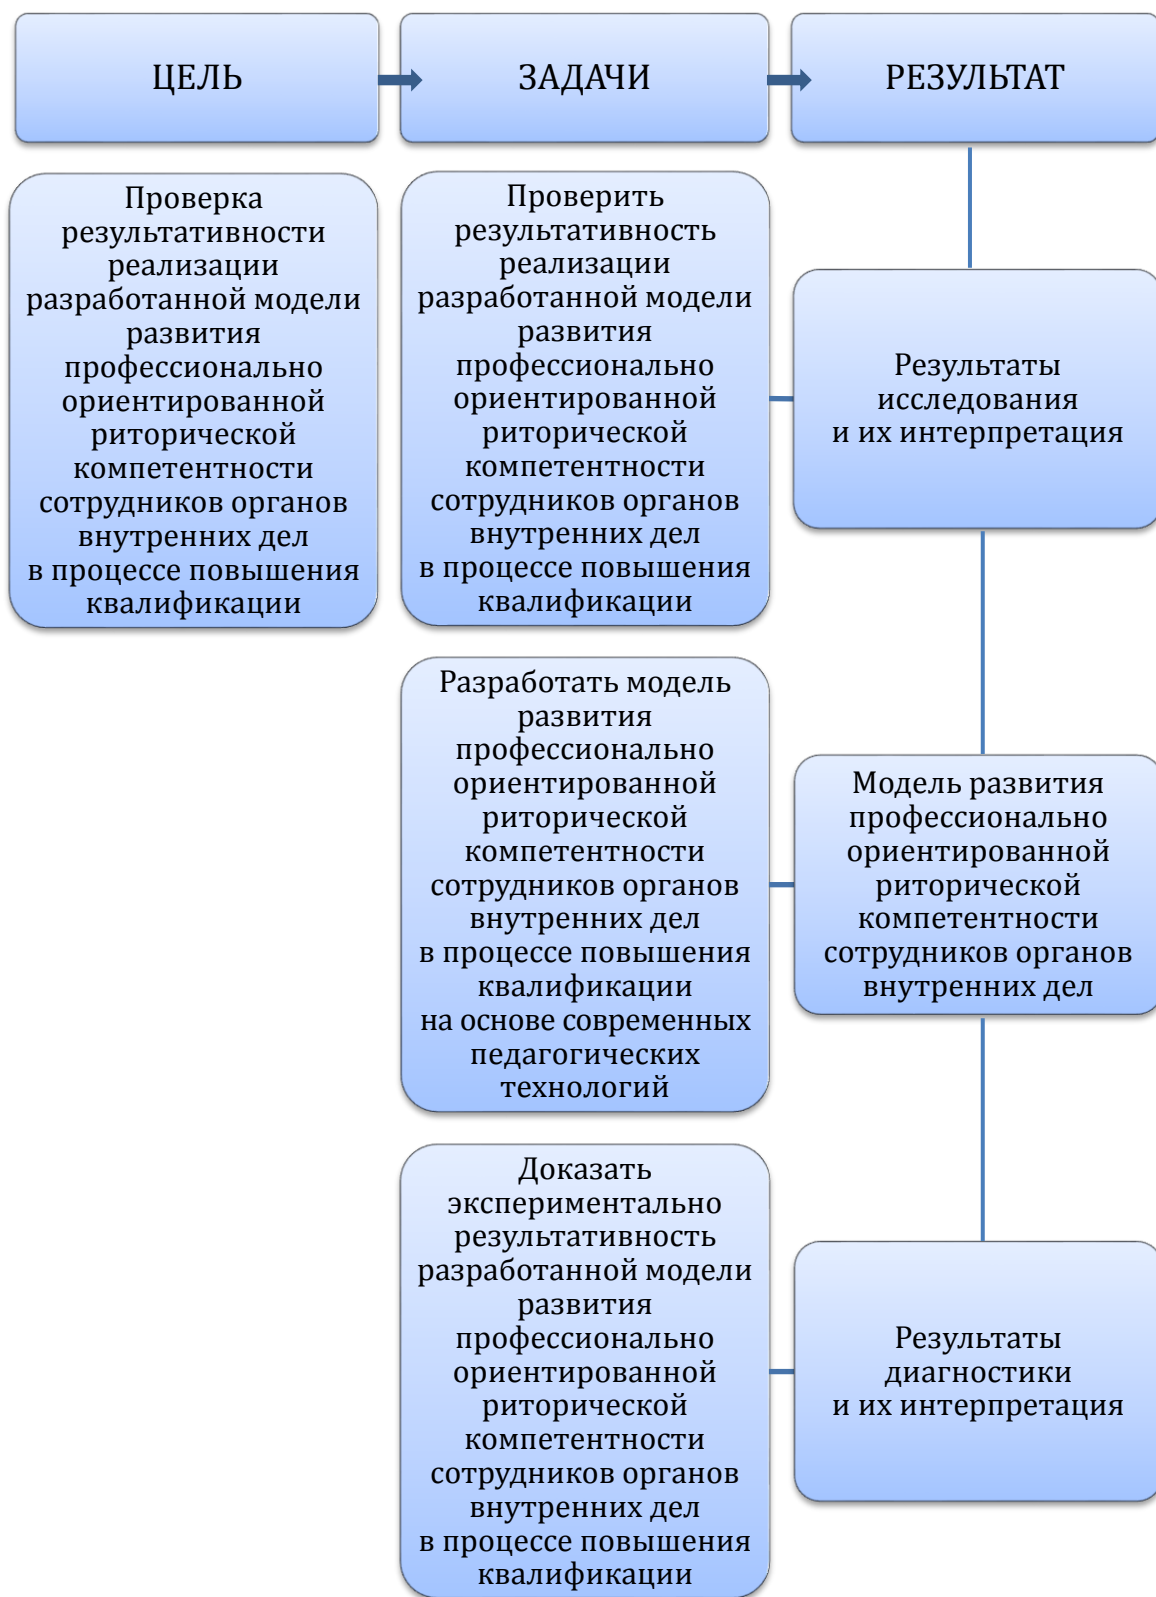 ЦЕЛЬ
ЗАДАЧИ
РЕЗУЛЬТАТ
Проверка
результативности
реализации
разработанной модели
развития
профессионально
ориентированной
риторической
компетентности
сотрудников органов
внутренних дел
в процессе повышения
квалификации
Проверить
результативность
реализации
разработанной модели
развития
профессионально
ориентированной
риторической
компетентности
сотрудников органов
внутренних дел
в процессе повышения
квалификации
Результаты
исследования
и их интерпретация
Разработать модель
развития
профессионально
ориентированной
риторической
компетентности
сотрудников органов
внутренних дел
в процессе повышения
квалификации
на основе современных
педагогических
технологий
Модель развития
профессионально
ориентированной
риторической
компетентности
сотрудников органов
внутренних дел
Доказать
экспериментально
результативность
разработанной модели
развития
профессионально
ориентированной
риторической
компетентности
сотрудников органов
внутренних дел
в процессе повышения
квалификации
Результаты
диагностики
и их интерпретация